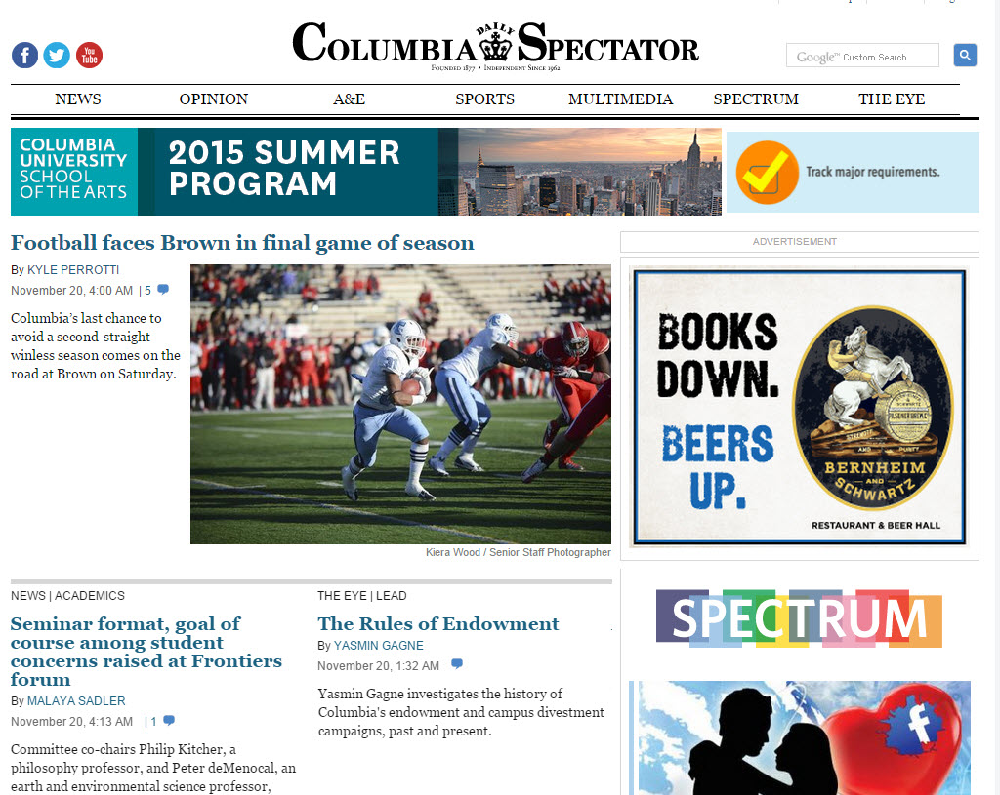 f
You
Tube
COLUMBIA DAILY SPECTATOR
FOUNDED 1877 • INDEPENDENT SINCE 1962
Google™ Custom Search
NEWS OPINION A&E SPORTS MULTIMEDIA SPECTRUM THE EYE
COLUMBIA
UNIVERSITY
SCHOOL
OF THE ARTS
2015 SUMMER
PROGRAM
Track major requirements.
Football faces Brown in final game of season
By KYLE PERROTTI
November 20, 4:00 AM | 5
Columbia’s last chance to
avoid a second-straight
winless season comes on the
road at Brown on Saturday.
Kiera Wood / Senior Staff Photographer
ADVERTISEMENT
BOOKS
DOWN.
BEERS
UP.
PILSENER BREWING
STRENGTH
AND
PURITY
BERNHEIM
AND
SCHWARTZ
RESTAURANT & BEER HALL
NEWS | ACADEMICS
Seminar format, goal of
course among student
concerns raised at Frontiers
forum
By MALAYA SADLER
November 20, 4:13 AM | 1
Committee co-chairs Philip Kitcher, a
philosophy professor, and Peter deMenocal, an
earth and environmental science professor,
THE EYE | LEAD
The Rules of Endowment
By YASMIN GAGNE
November 20, 1:32 AM
Yasmin Gagne investigates the history of
Columbia's endowment and campus divestment
campaigns, past and present.
SPECTRUM
f